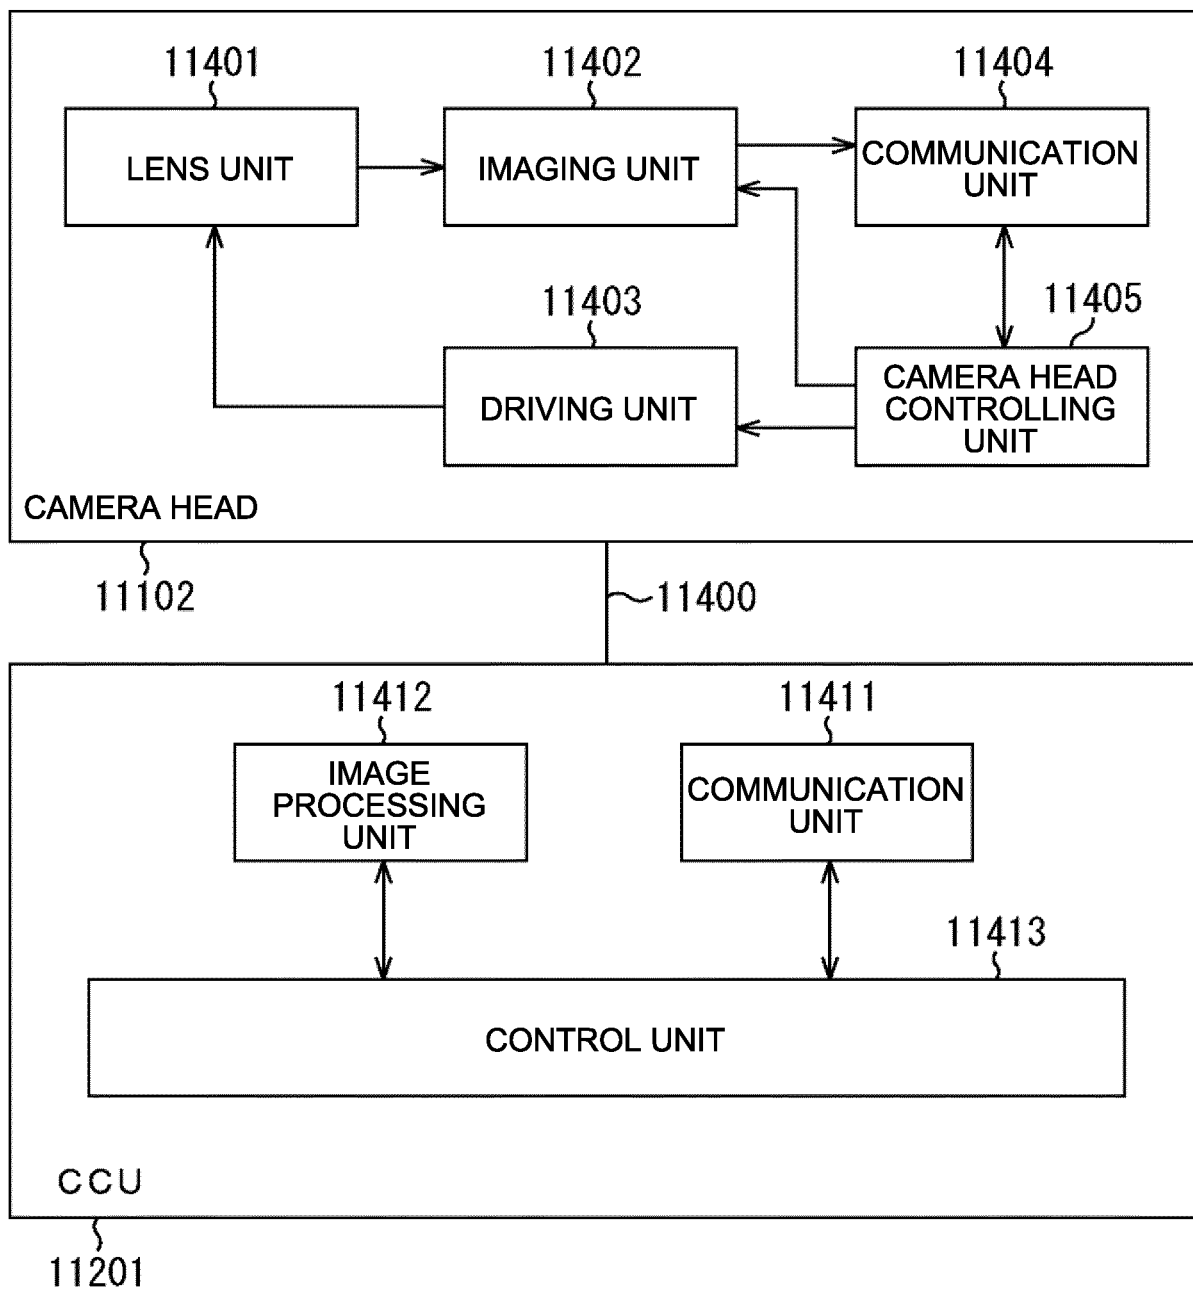 11401
11402
11404
LENS UNIT
IMAGING UNIT
COMMUNICATION
UNIT
11403
11405
DRIVING UNIT
CAMERA HEAD
CONTROLLING
UNIT
CAMERA HEAD
11102
11400
11412
11411
IMAGE
PROCESSING
UNIT
COMMUNICATION
UNIT
11413
CONTROL UNIT
CCU
11201